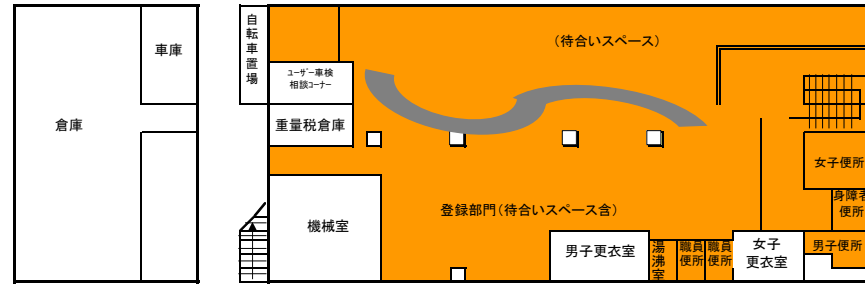 倉庫
車庫
自転車置場
(待合いスペース)
ユーザー車検
相談コーナー
重量税倉庫
機械室
登録部門(待合いスペース含)
男子更衣室
湯沸室
職員
便所
職員
便所
女子
更衣室
女子便所
身障者
便所
男子便所